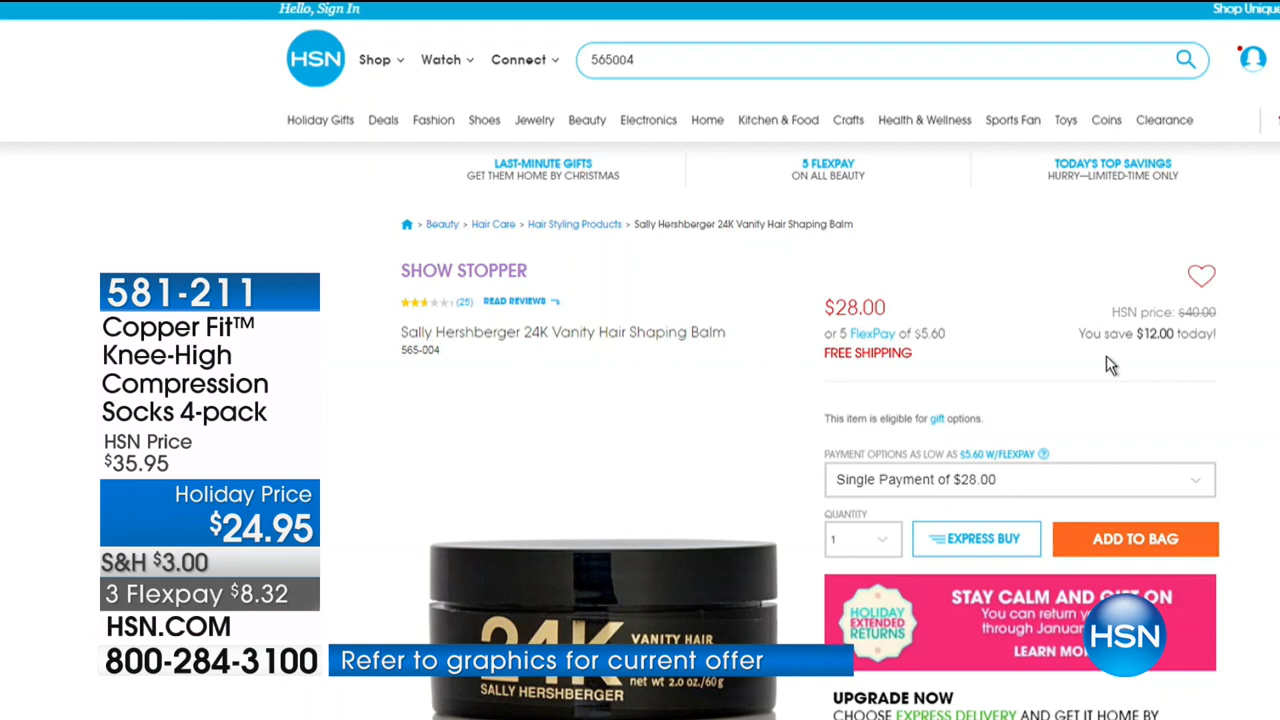 Hello, Sign In
Shop Unique
HSN
Shop
Watch
Connect
565004
Holiday Gifts
Deals
Fashion
Shoes
Jewelry
Beauty
Electronics
Home
Kitchen & Food
Crafts
Health & Wellness
Sports Fan
Toys
Coins
Clearance
LAST-MINUTE GIFTS
GET THEM HOME BY CHRISTMAS
5 FLEXPAY
ON ALL BEAUTY
TODAY'S TOP SAVINGS
HURRY—LIMITED-TIME ONLY
> Beauty > Hair Care > Hair Styling Products > Sally Hershberger 24K Vanity Hair Shaping Balm
SHOW STOPPER
(25) READ REVIEWS
Sally Hershberger 24K Vanity Hair Shaping Balm
565-004
$28.00
HSN price: $40.00
or 5 FlexPay of $5.60
You save $12.00 today!
FREE SHIPPING
This item is eligible for gift options.
PAYMENT OPTIONS AS LOW AS $5.60 W/FLEXPAY ?
Single Payment of $28.00
QUANTITY
1
EXPRESS BUY
ADD TO BAG
HOLIDAY
EXTENDED
RETURNS
STAY CALM AND GIFT ON
You can return
through Januar
LEARN MO
HSN
UPGRADE NOW
CHOOSE EXPRESS DELIVERY AND GET IT HOME BY
24K
VANITY HAIR
net wt 2.0 oz./60g
SALLY HERSHBERGER
581-211
Copper Fit™
Knee-High
Compression
Socks 4-pack
HSN Price
$35.95
Holiday Price
$24.95
S&H $3.00
3 Flexpay $8.32
HSN.COM
800-284-3100
Refer to graphics for current offer